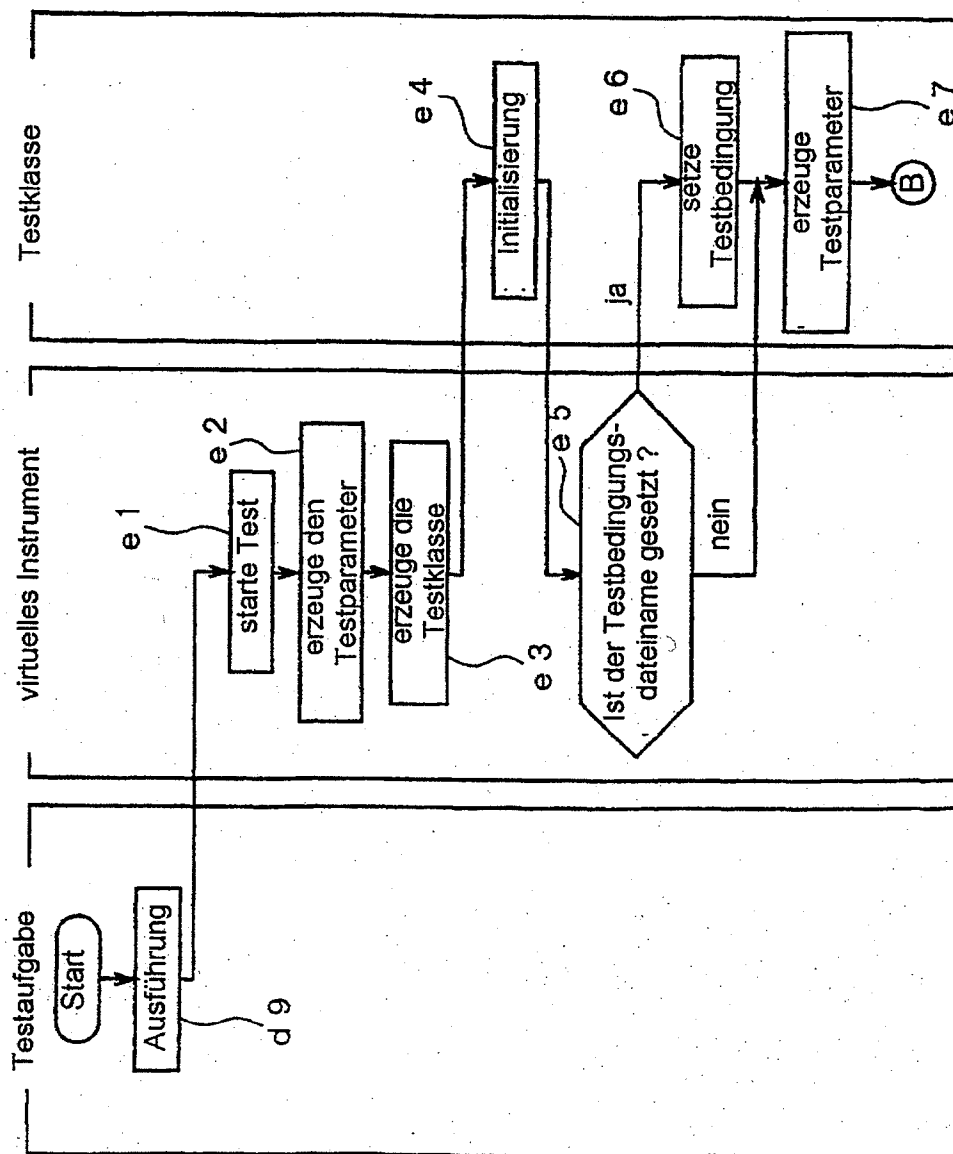 Testaufgabe
Start
Ausführung
d 9
virtuelles Instrument
e 1
starte Test
e 2
erzeuge den
Testparameter
erzeuge die
Testklasse
e 3
e 5
Ist der Testbedingungs-
dateiname gesetzt ?
ja
nein
Testklasse
e 4
Initialisierung
e 6
setze
Testbedingung
erzeuge
Testparameter
e 7
B